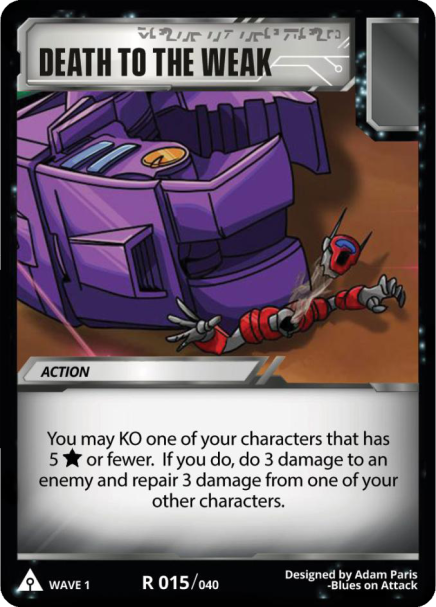 DEATH TO THE WEAK
ACTION
You may KO one of your characters that has
5 ★ or fewer. If you do, do 3 damage to an
enemy and repair 3 damage from one of your
other characters.
WAVE 1
R 015/040
Designed by Adam Paris
-Blues on Attack